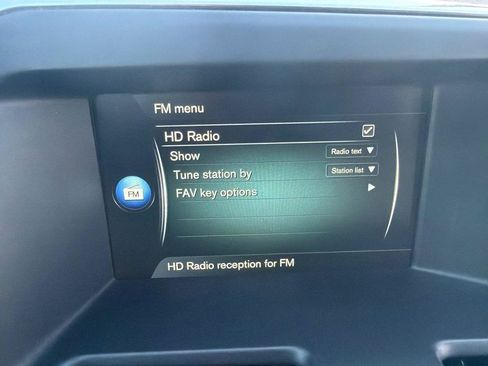 FM menu
HD Radio
Show Radio text
Tune station by Station list
FAV key options
FM
HD Radio reception for FM